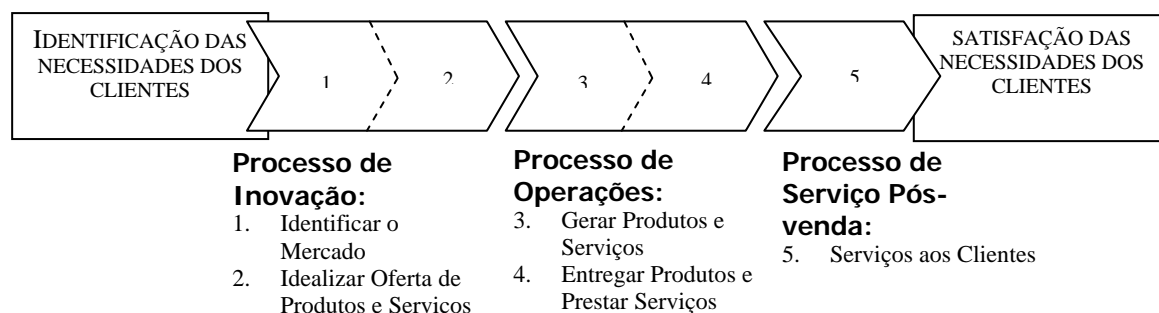 IDENTIFICAÇÃO DAS
NECESSIDADES DOS
CLIENTES
1
2
3
4
5
SATISFAÇÃO DAS
NECESSIDADES DOS
CLIENTES
Processo de
Inovação:
1. Identificar o
Mercado
2. Idealizar Oferta de
Produtos e Serviços
Processo de
Operações:
3. Gerar Produtos e
Serviços
4. Entregar Produtos e
Prestar Serviços
Processo de
Serviço Pós-
venda:
5. Serviços aos Clientes